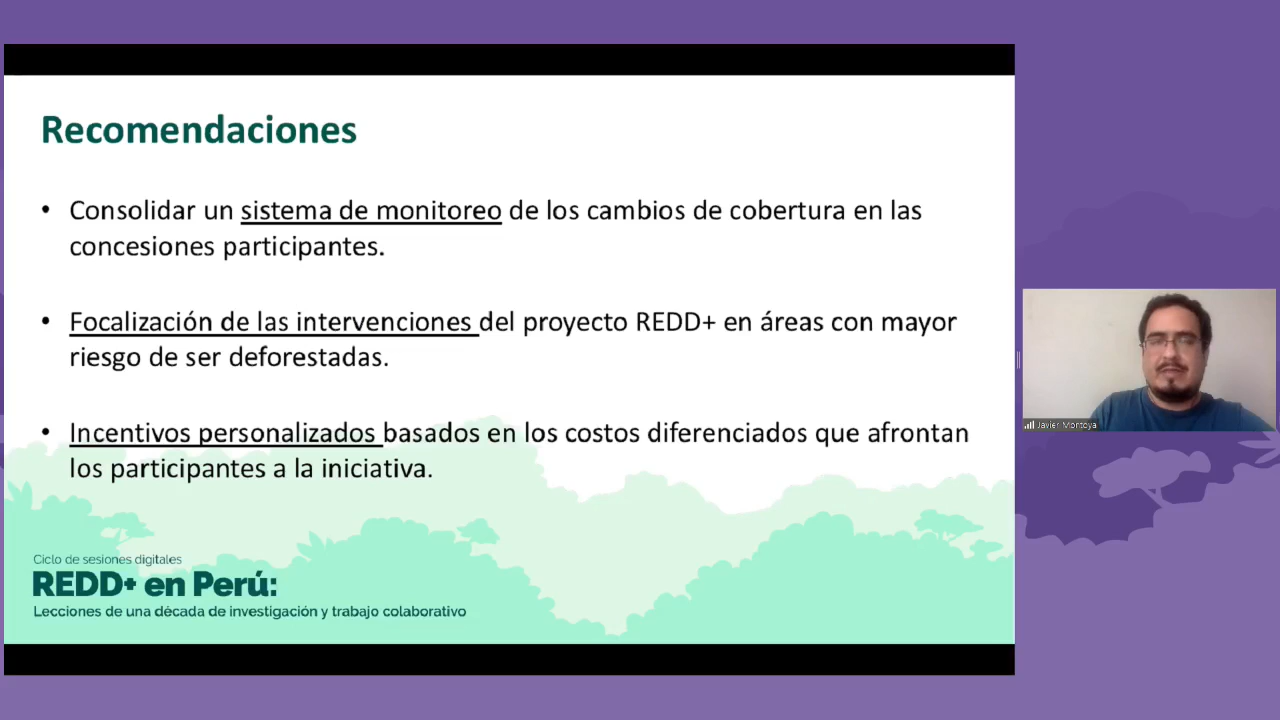 Recomendaciones
• Consolidar un sistema de monitoreo de los cambios de cobertura en las
concesiones participantes.
• Focalización de las intervenciones del proyecto REDD+ en áreas con mayor
riesgo de ser deforestadas.
• Incentivos personalizados basados en los costos diferenciados que afrontan
los participantes a la iniciativa.
Ciclo de sesiones digitales
REDD+ en Perú:
Lecciones de una década de investigación y trabajo colaborativo
Javier Montoya